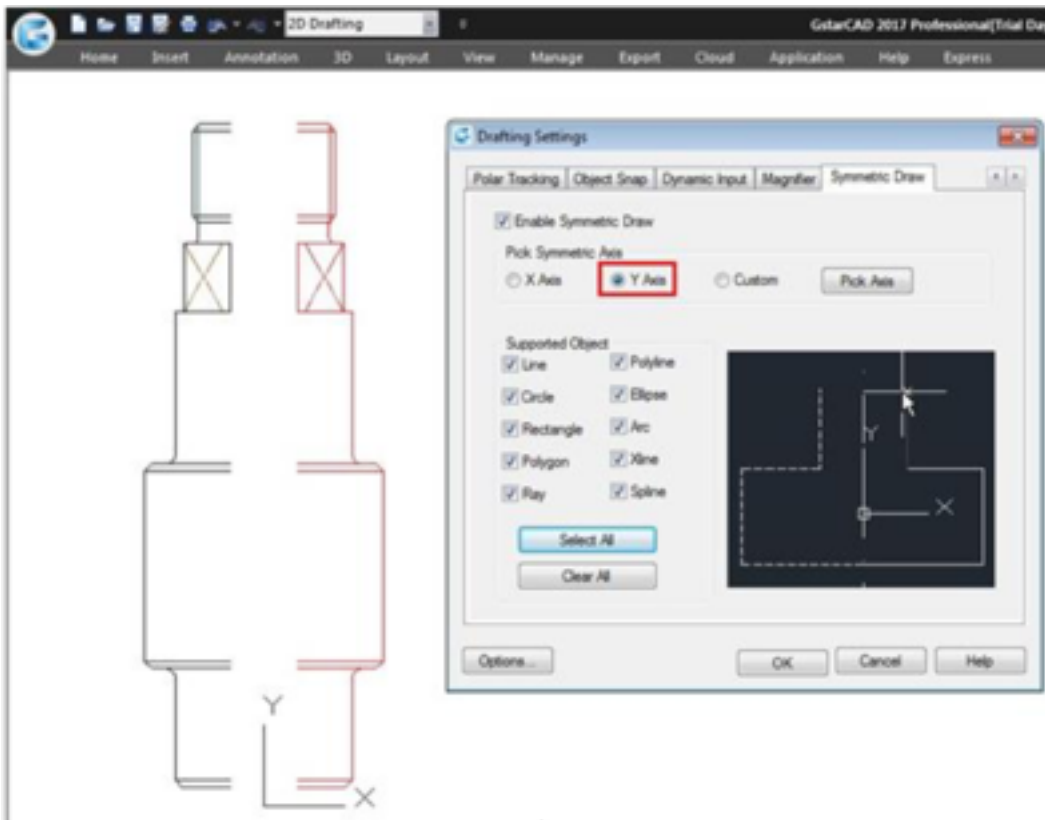 2D Drafting
GstarCAD 2017 Professional[Trial Da
Home Insert Annotation 3D Layout View Manage Export Cloud Application Help Express
Drafting Settings
Polar Tracking Object Snap Dynamic Input Magnifier Symmetric Draw
Enable Symmetric Draw
Pick Symmetric Axis
X Axis Y Axis Custom Pick Axis
Supported Object
Line Polyline
Circle Ellipse
Rectangle Arc
Polygon Xline
Ray Spline
Select All
Clear All
Y
X
Options... OK Cancel Help
Y
X